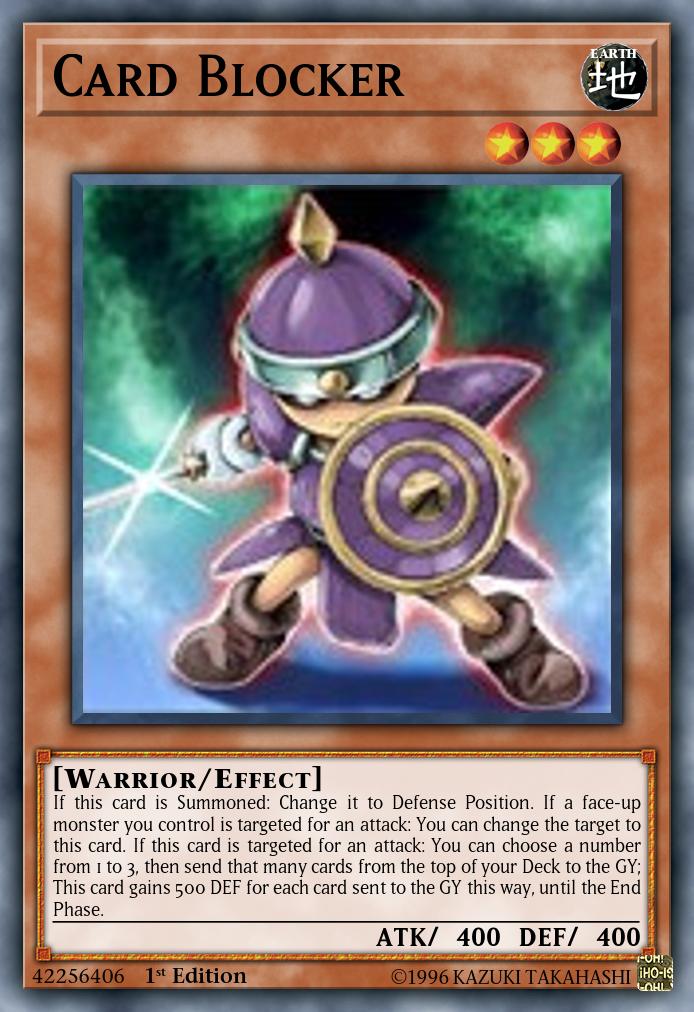 CARD BLOCKER
EARTH
地
[WARRIOR/EFFECT]
If this card is Summoned: Change it to Defense Position. If a face-up
monster you control is targeted for an attack: You can change the target to
this card. If this card is targeted for an attack: You can choose a number
from 1 to 3, then send that many cards from the top of your Deck to the GY;
This card gains 500 DEF for each card sent to the GY this way, until the End
Phase.
ATK/ 400 DEF/ 400
42256406 1st Edition ©1996 KAZUKI TAKAHASHI